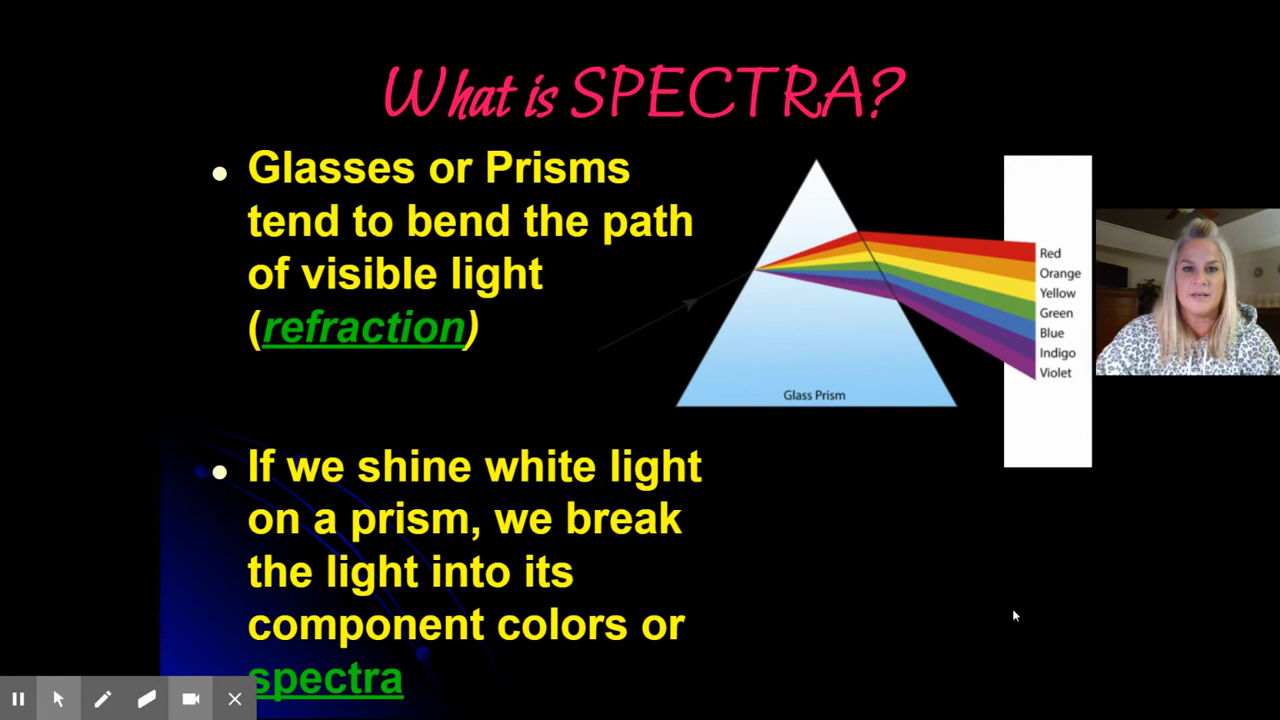 What is SPECTRA?
Glasses or Prisms
tend to bend the path
of visible light
(refraction)
If we shine white light
on a prism, we break
the light into its
component colors or
spectra
Glass Prism
Red
Orange
Yellow
Green
Blue
Indigo
Violet